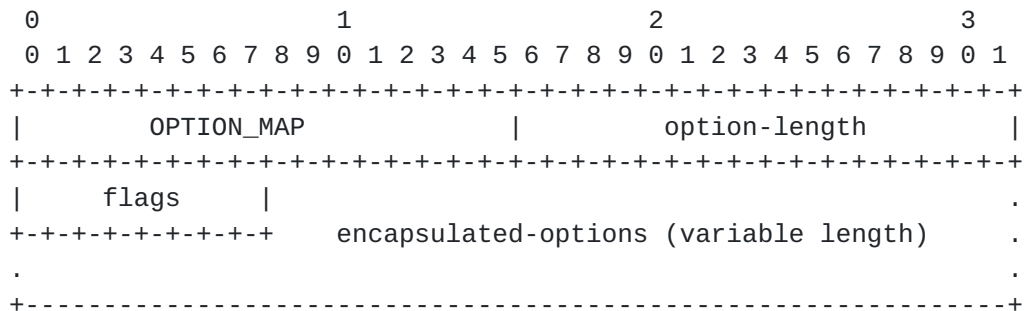 0                   1                   2                   3
 0 1 2 3 4 5 6 7 8 9 0 1 2 3 4 5 6 7 8 9 0 1 2 3 4 5 6 7 8 9 0 1
+-+-+-+-+-+-+-+-+-+-+-+-+-+-+-+-+-+-+-+-+-+-+-+-+-+-+-+-+-+-+-+-+
|        OPTION_MAP             |         option-length         |
+-+-+-+-+-+-+-+-+-+-+-+-+-+-+-+-+-+-+-+-+-+-+-+-+-+-+-+-+-+-+-+-+
|     flags     |                                               .
+-+-+-+-+-+-+-+-+    encapsulated-options (variable length)     .
.                                                               .
+---------------------------------------------------------------+